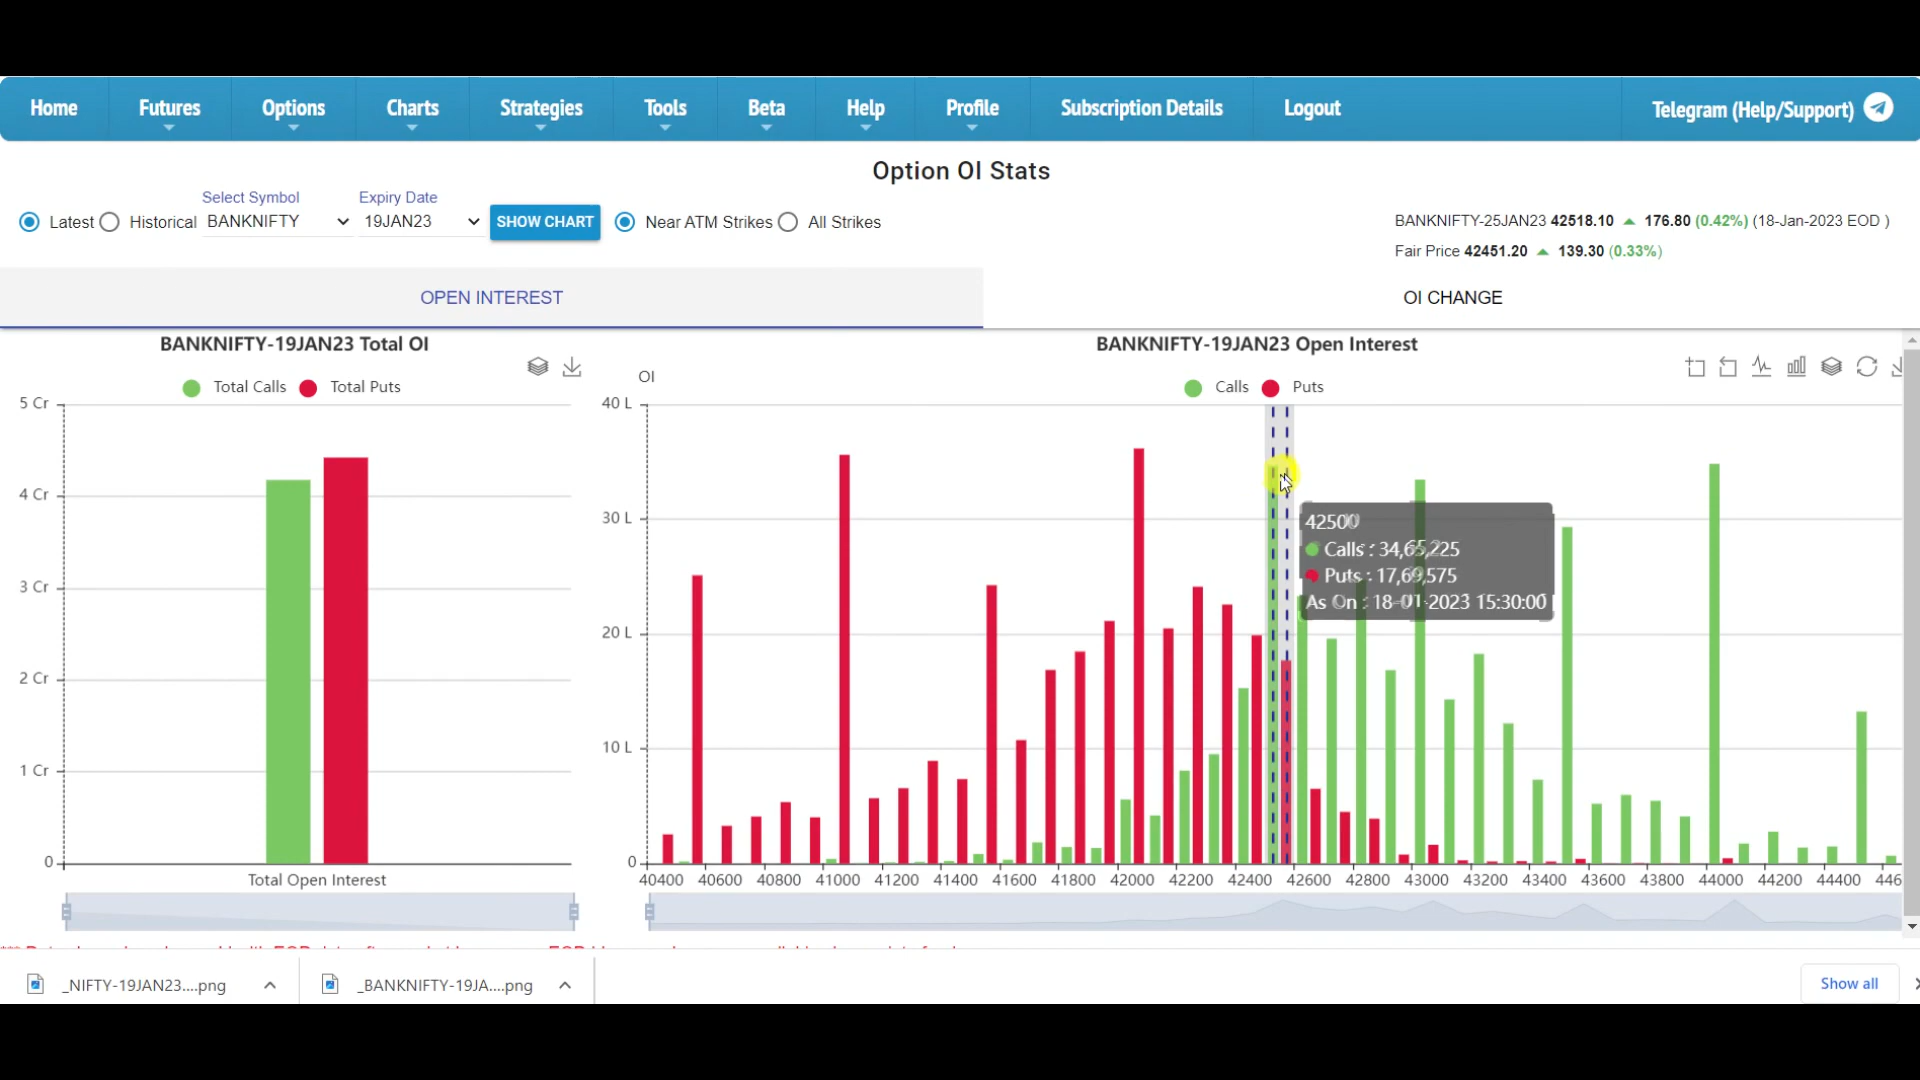 Home Futures Options Charts Strategies Tools Beta Help Profile Subscription Details Logout Telegram (Help/Support)
Option OI Stats
Select Symbol Expiry Date
Latest Historical BANKNIFTY 19JAN23 SHOW CHART Near ATM Strikes All Strikes
BANKNIFTY-25JAN23 42518.10 176.80 (0.42%) (18-Jan-2023 EOD )
Fair Price 42451.20 139.30 (0.33%)
OPEN INTEREST OI CHANGE
BANKNIFTY-19JAN23 Total OI
Total Calls Total Puts
5 Cr
4 Cr
3 Cr
2 Cr
1 Cr
0
Total Open Interest
BANKNIFTY-19JAN23 Open Interest
OI
Calls Puts
40 L
30 L
20 L
10 L
0
42500
Calls : 34,65,225
Puts : 17,69,575
As On : 18-01-2023 15:30:00
40400 40600 40800 41000 41200 41400 41600 41800 42000 42200 42400 42600 42800 43000 43200 43400 43600 43800 44000 44200 44400 446
_NIFTY-19JAN23....png _BANKNIFTY-19JA....png Show all